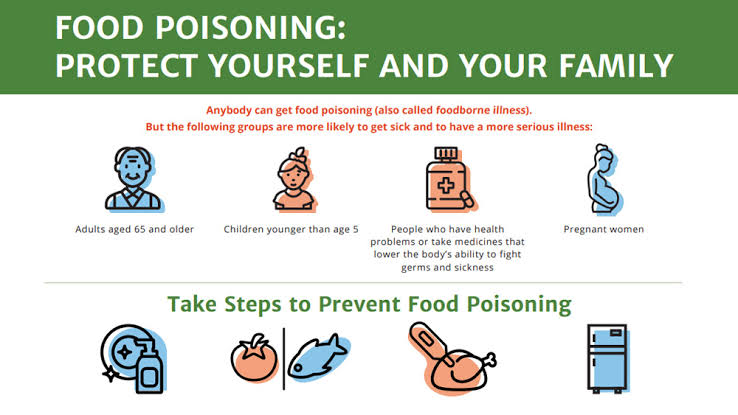 FOOD POISONING:
PROTECT YOURSELF AND YOUR FAMILY
Anybody can get food poisoning (also called foodborne illness).
But the following groups are more likely to get sick and to have a more serious illness:
Adults aged 65 and older
Children younger than age 5
People who have health
problems or take medicines that
lower the body's ability to fight
germs and sickness
Pregnant women
Take Steps to Prevent Food Poisoning